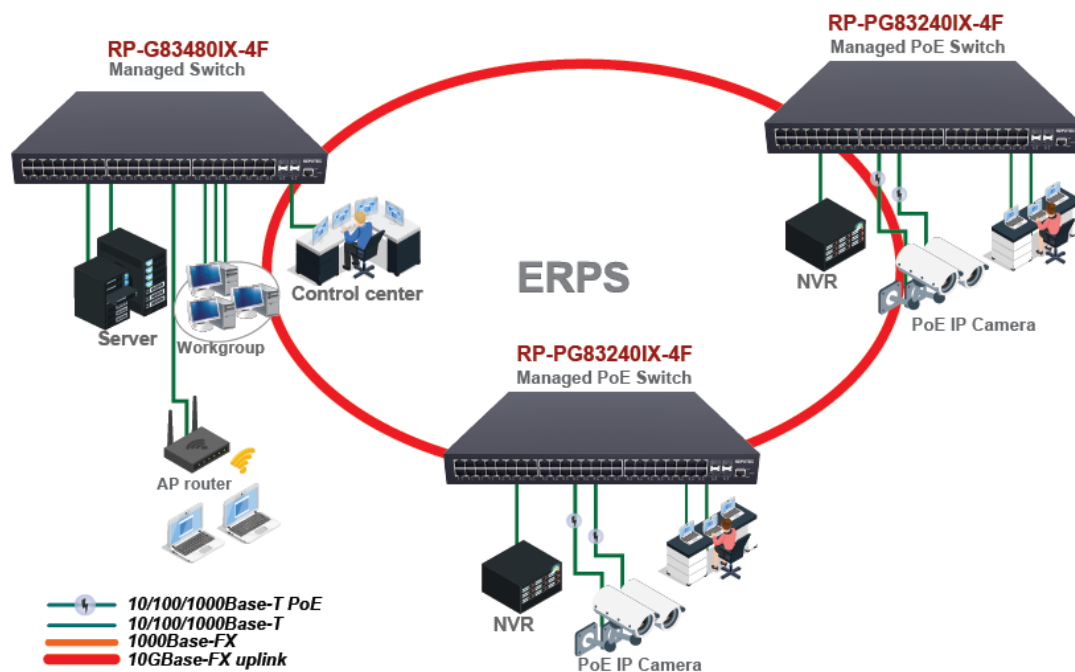 RP-G83480IX-4F
Managed Switch
RP-PG83240IX-4F
Managed PoE Switch
Control center
Server
Workgroup
ERPS
NVR
PoE IP Camera
RP-PG83240IX-4F
Managed PoE Switch
AP router
NVR
PoE IP Camera
10/100/1000Base-T PoE
10/100/1000Base-T
1000Base-FX
10GBase-FX uplink